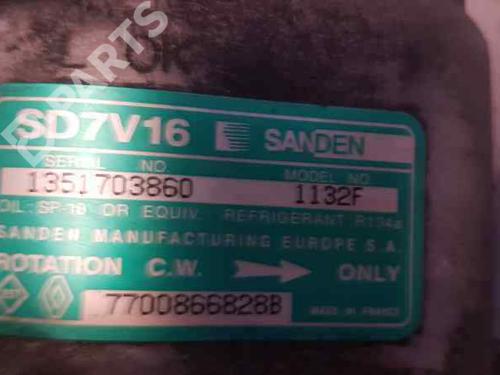 B PARTS
SD7V16 SANDEN
SERIAL NO. MODEL NO
1351703860 1132F
OIL: SP-10 OR EQUIV. REFRIGERANT R134a
SANDEN MANUFACTURING EUROPE S.A.
ROTATION C.W. ONLY
7700866828B
MADE IN FRANCE